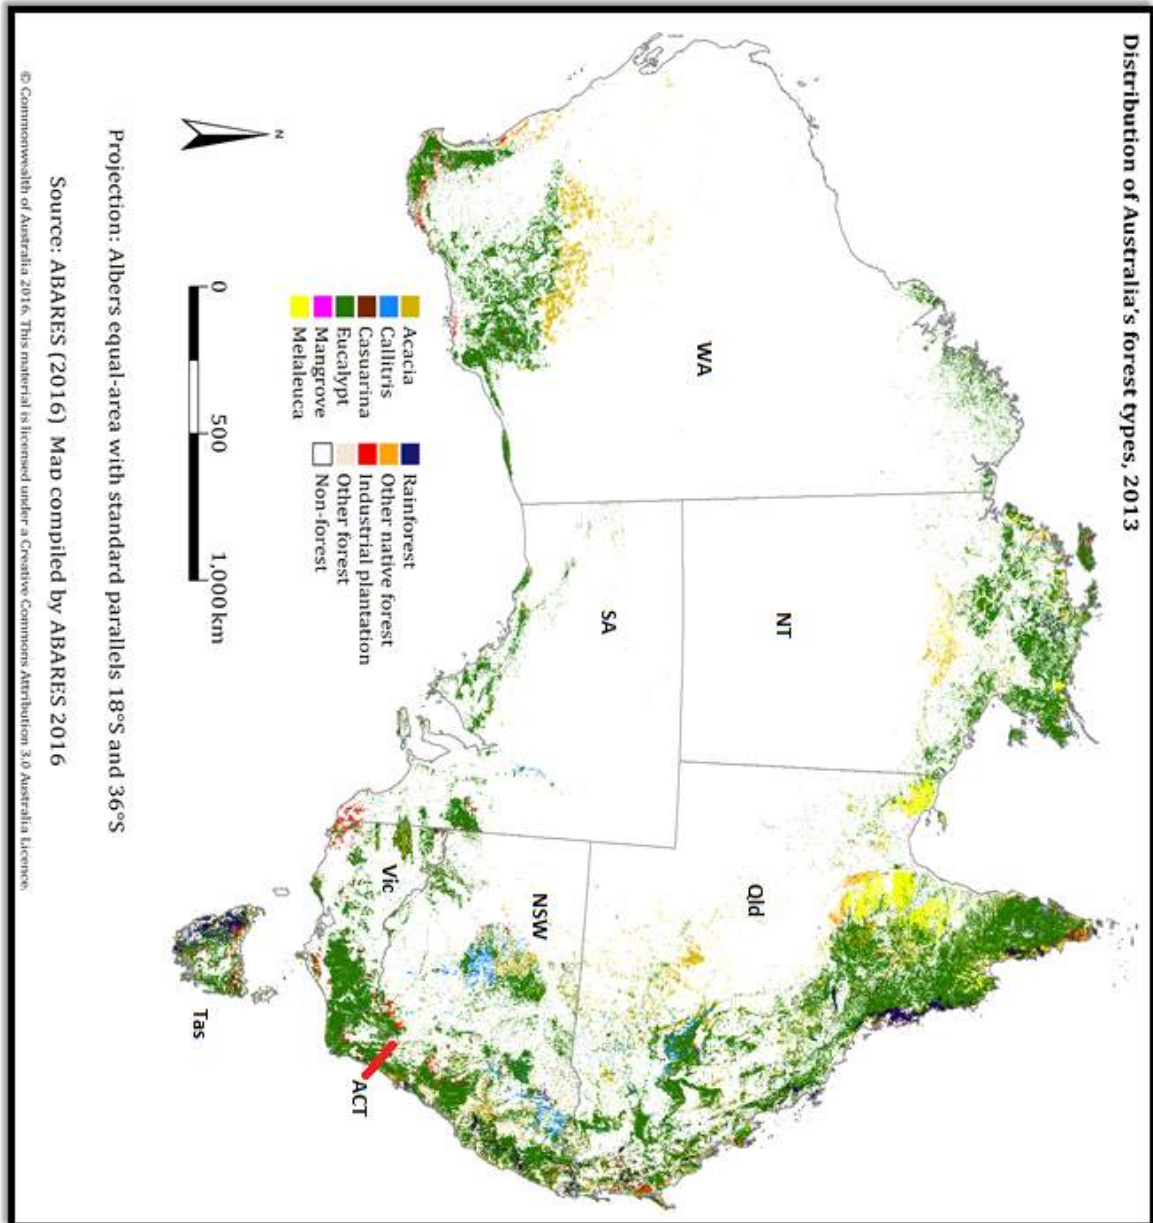 Distribution of Australia's forest types, 2013
WA
NT
SA
Qld
NSW
Vic
ACT
Tas
Acacia
Callitris
Casuarina
Eucalypt
Mangrove
Melaleuca
Rainforest
Other native forest
Industrial plantation
Other forest
Non-forest
N
0 500 1,000 km
Projection: Albers equal-area with standard parallels 18°S and 36°S
Source: ABARES (2016) Map compiled by ABARES 2016
© Commonwealth of Australia 2016. This material is licensed under a Creative Commons Attribution 3.0 Australia Licence.